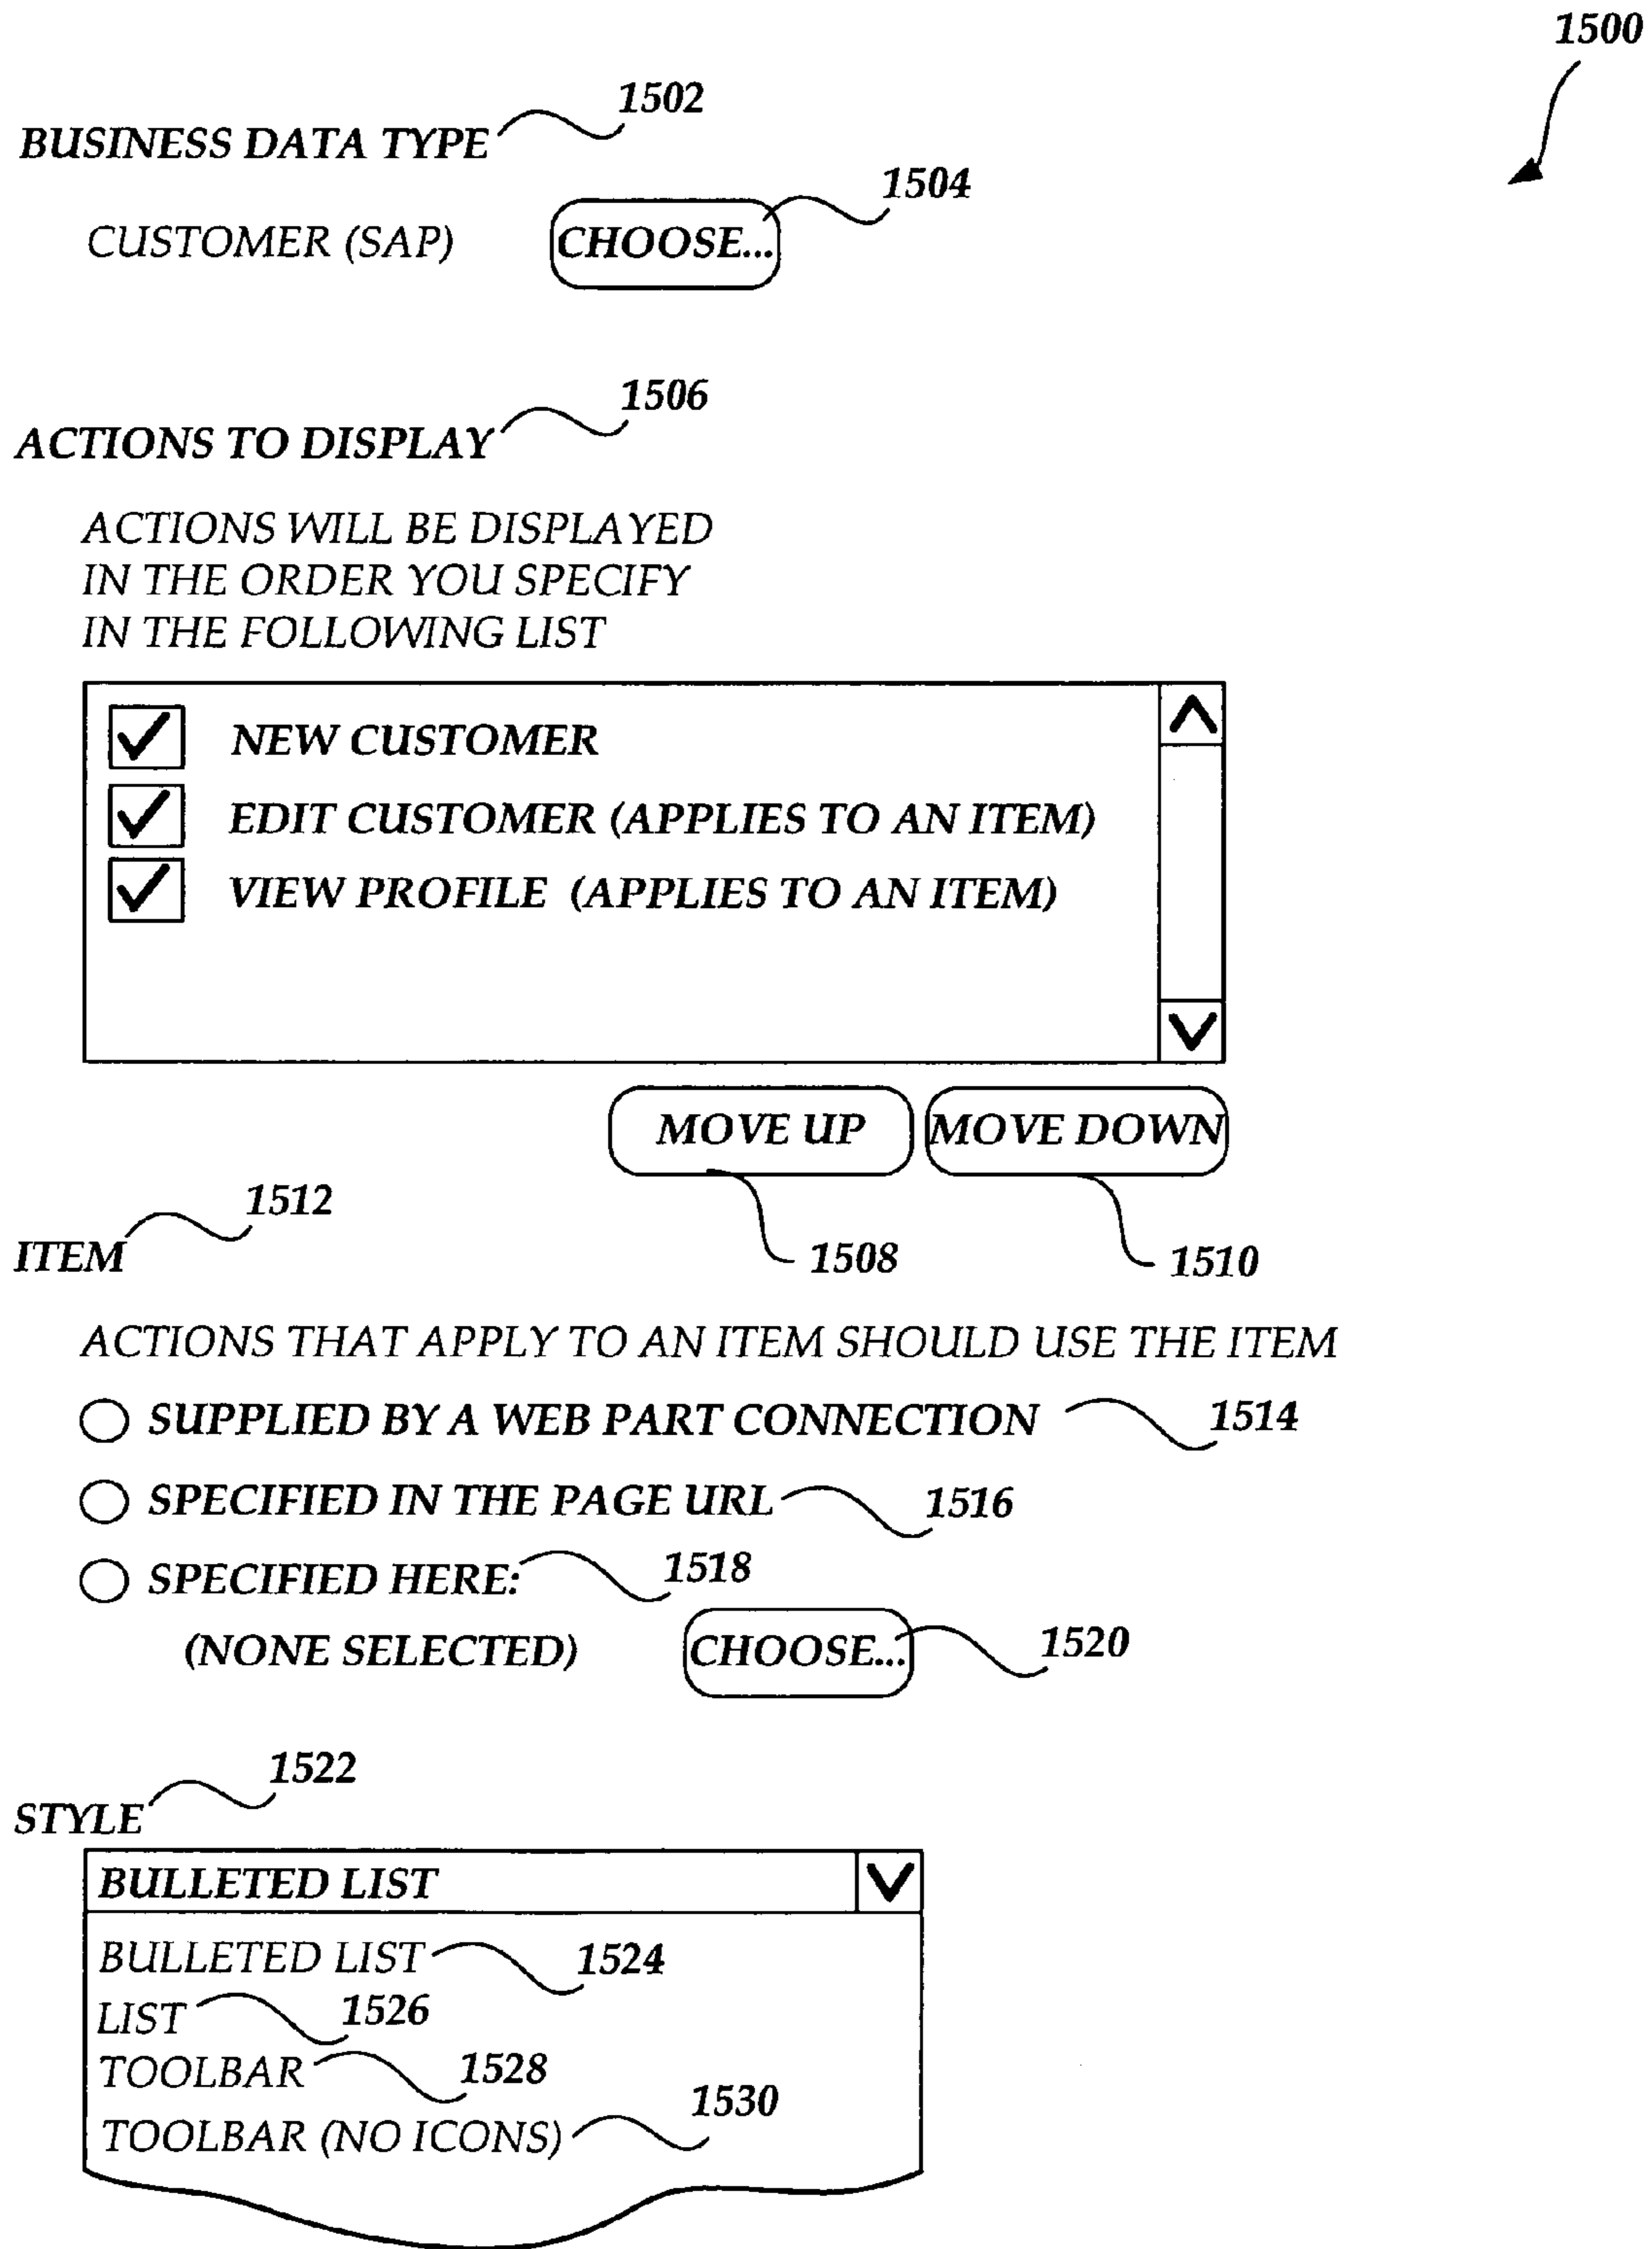 1500
BUSINESS DATA TYPE 1502
CUSTOMER (SAP) CHOOSE... 1504
ACTIONS TO DISPLAY 1506
ACTIONS WILL BE DISPLAYED
IN THE ORDER YOU SPECIFY
IN THE FOLLOWING LIST
NEW CUSTOMER
EDIT CUSTOMER (APPLIES TO AN ITEM)
VIEW PROFILE (APPLIES TO AN ITEM)
MOVE UP MOVE DOWN
1508 1510
ITEM 1512
ACTIONS THAT APPLY TO AN ITEM SHOULD USE THE ITEM
SUPPLIED BY A WEB PART CONNECTION 1514
SPECIFIED IN THE PAGE URL 1516
SPECIFIED HERE: 1518
(NONE SELECTED) CHOOSE... 1520
STYLE 1522
BULLETED LIST
BULLETED LIST 1524
LIST 1526
TOOLBAR 1528
TOOLBAR (NO ICONS) 1530